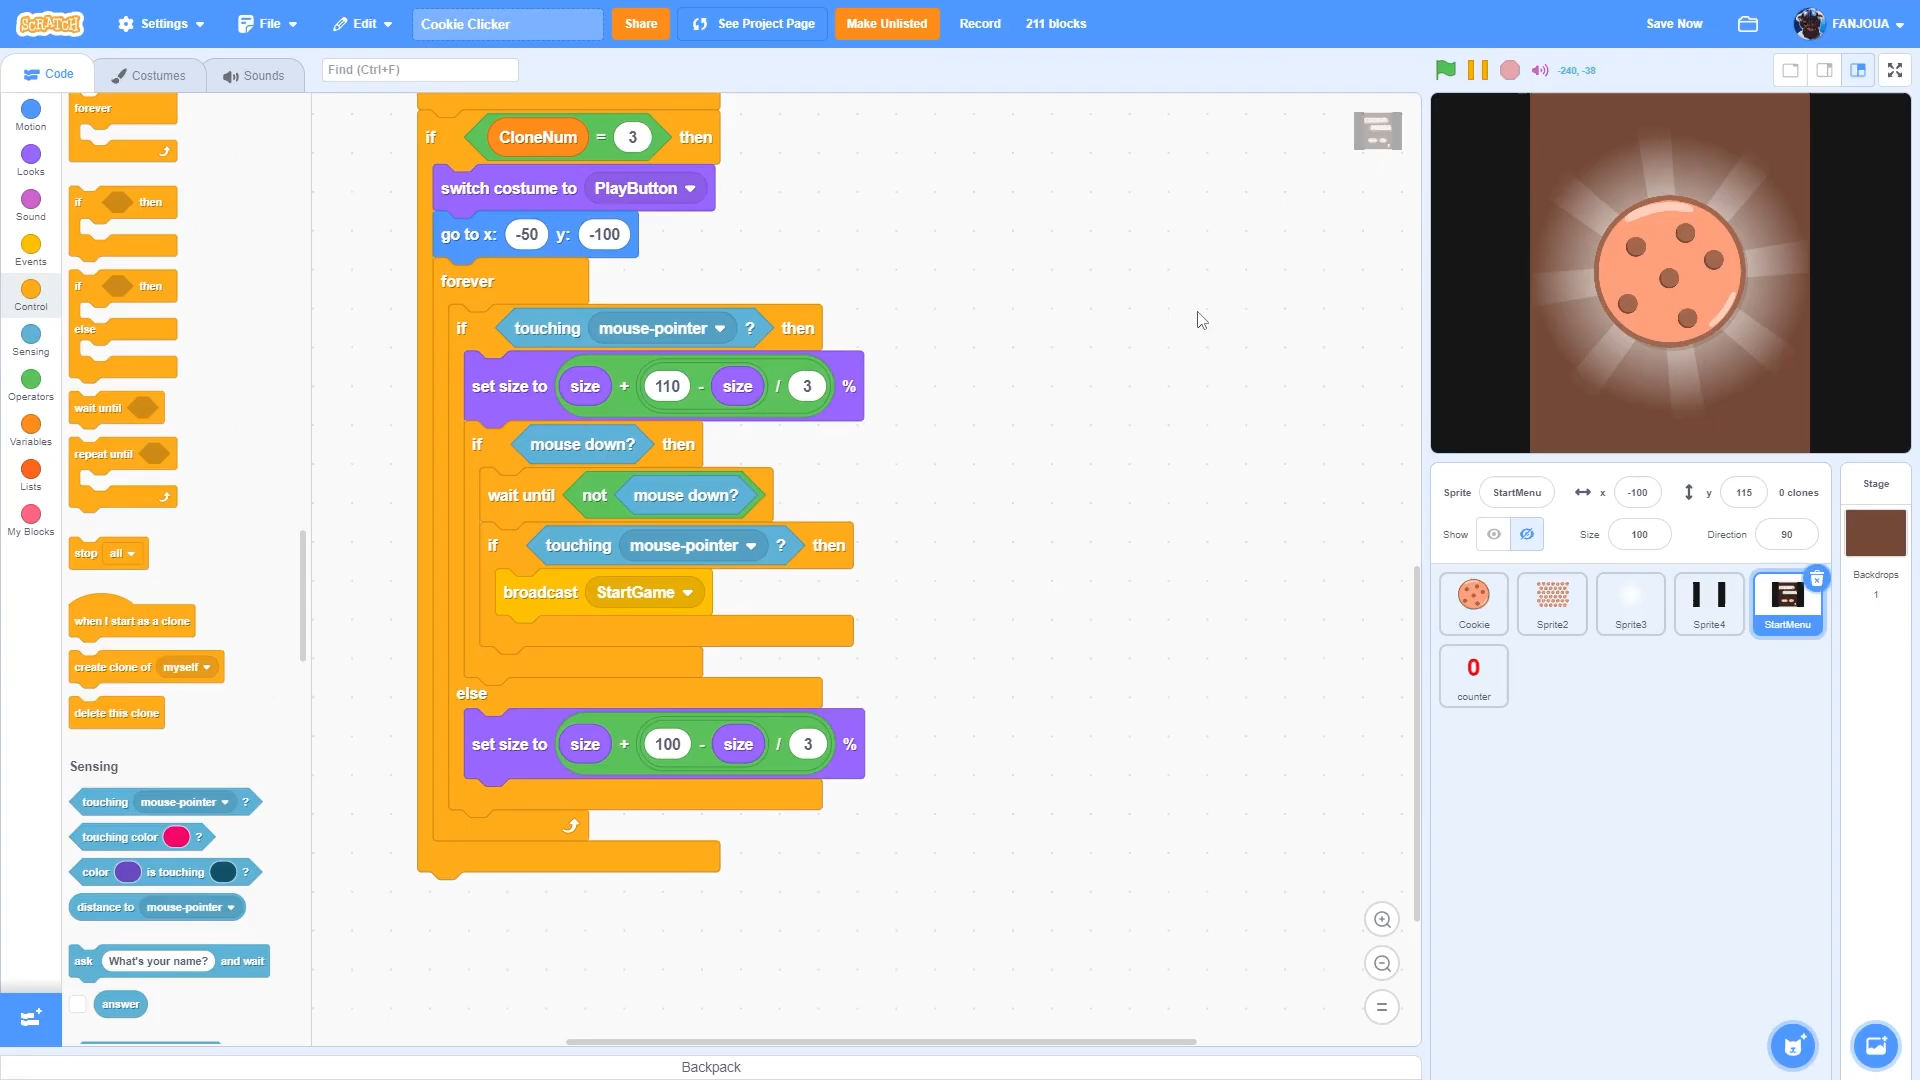 SCRATCH Settings File Edit Cookie Clicker Share See Project Page Make Unlisted Record 211 blocks Save Now FANJOUA
Code Costumes Sounds Find (Ctrl+F) -240, -38
Motion
Looks
Sound
Events
Control
Sensing
Operators
Variables
Lists
My Blocks
forever
if then
if then
else
wait until
repeat until
stop all
when I start as a clone
create clone of myself
delete this clone
Sensing
touching mouse-pointer ?
touching color ?
color is touching ?
distance to mouse-pointer
ask What's your name? and wait
answer
if CloneNum = 3 then
switch costume to PlayButton
go to x: -50 y: -100
forever
if touching mouse-pointer ? then
set size to size + 110 - size / 3 %
if mouse down? then
wait until not mouse down?
if touching mouse-pointer ? then
broadcast StartGame
else
set size to size + 100 - size / 3 %
=
Backpack
Sprite StartMenu x -100 y 115 0 clones
Show Size 100 Direction 90
Cookie
Sprite2
Sprite3
Sprite4
StartMenu
0
counter
Stage
Backdrops
1